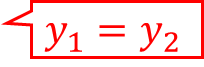 y₁ = y₂